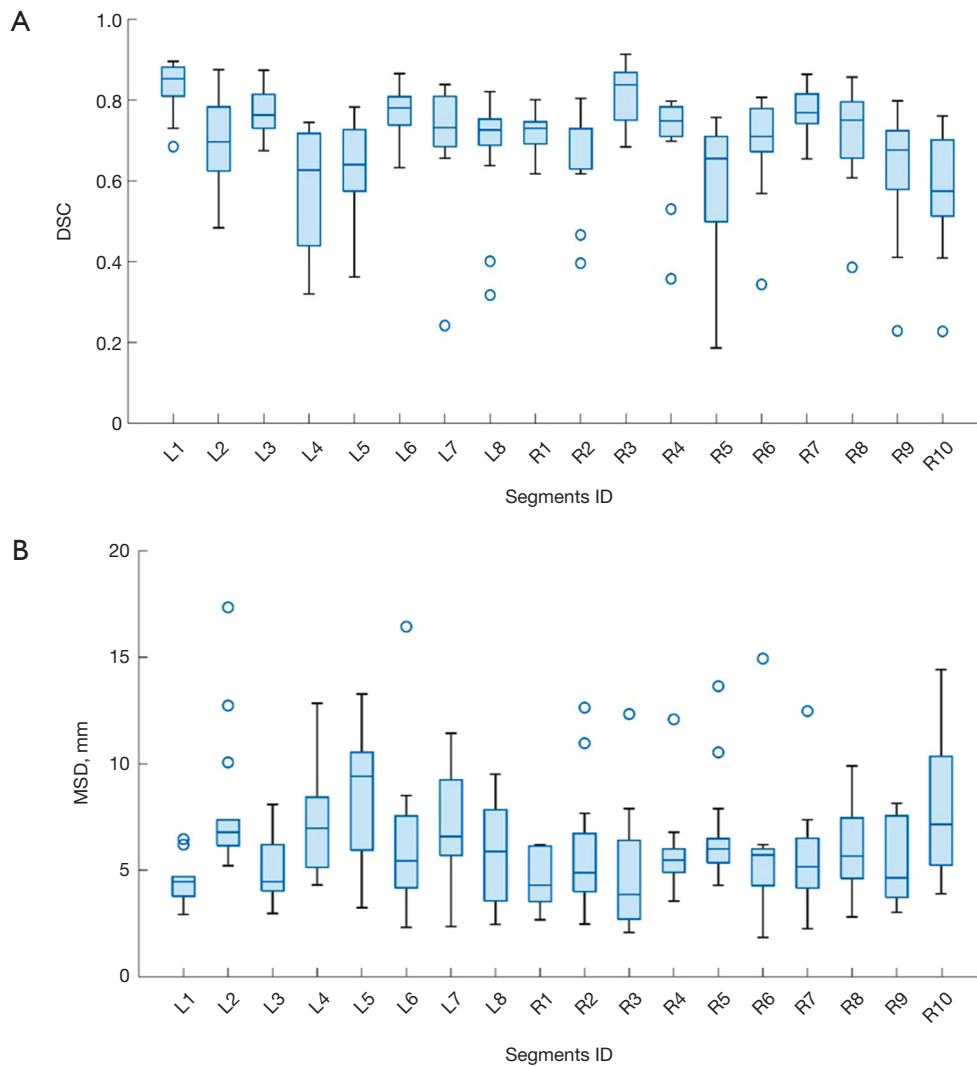 A
1.0
0.8
0.6
0.4
0.2
0
DSC
L1 L2 L3 L4 L5 L6 L7 L8 R1 R2 R3 R4 R5 R6 R7 R8 R9 R10
Segments ID
B
20
15
10
5
0
MSD, mm
L1 L2 L3 L4 L5 L6 L7 L8 R1 R2 R3 R4 R5 R6 R7 R8 R9 R10
Segments ID